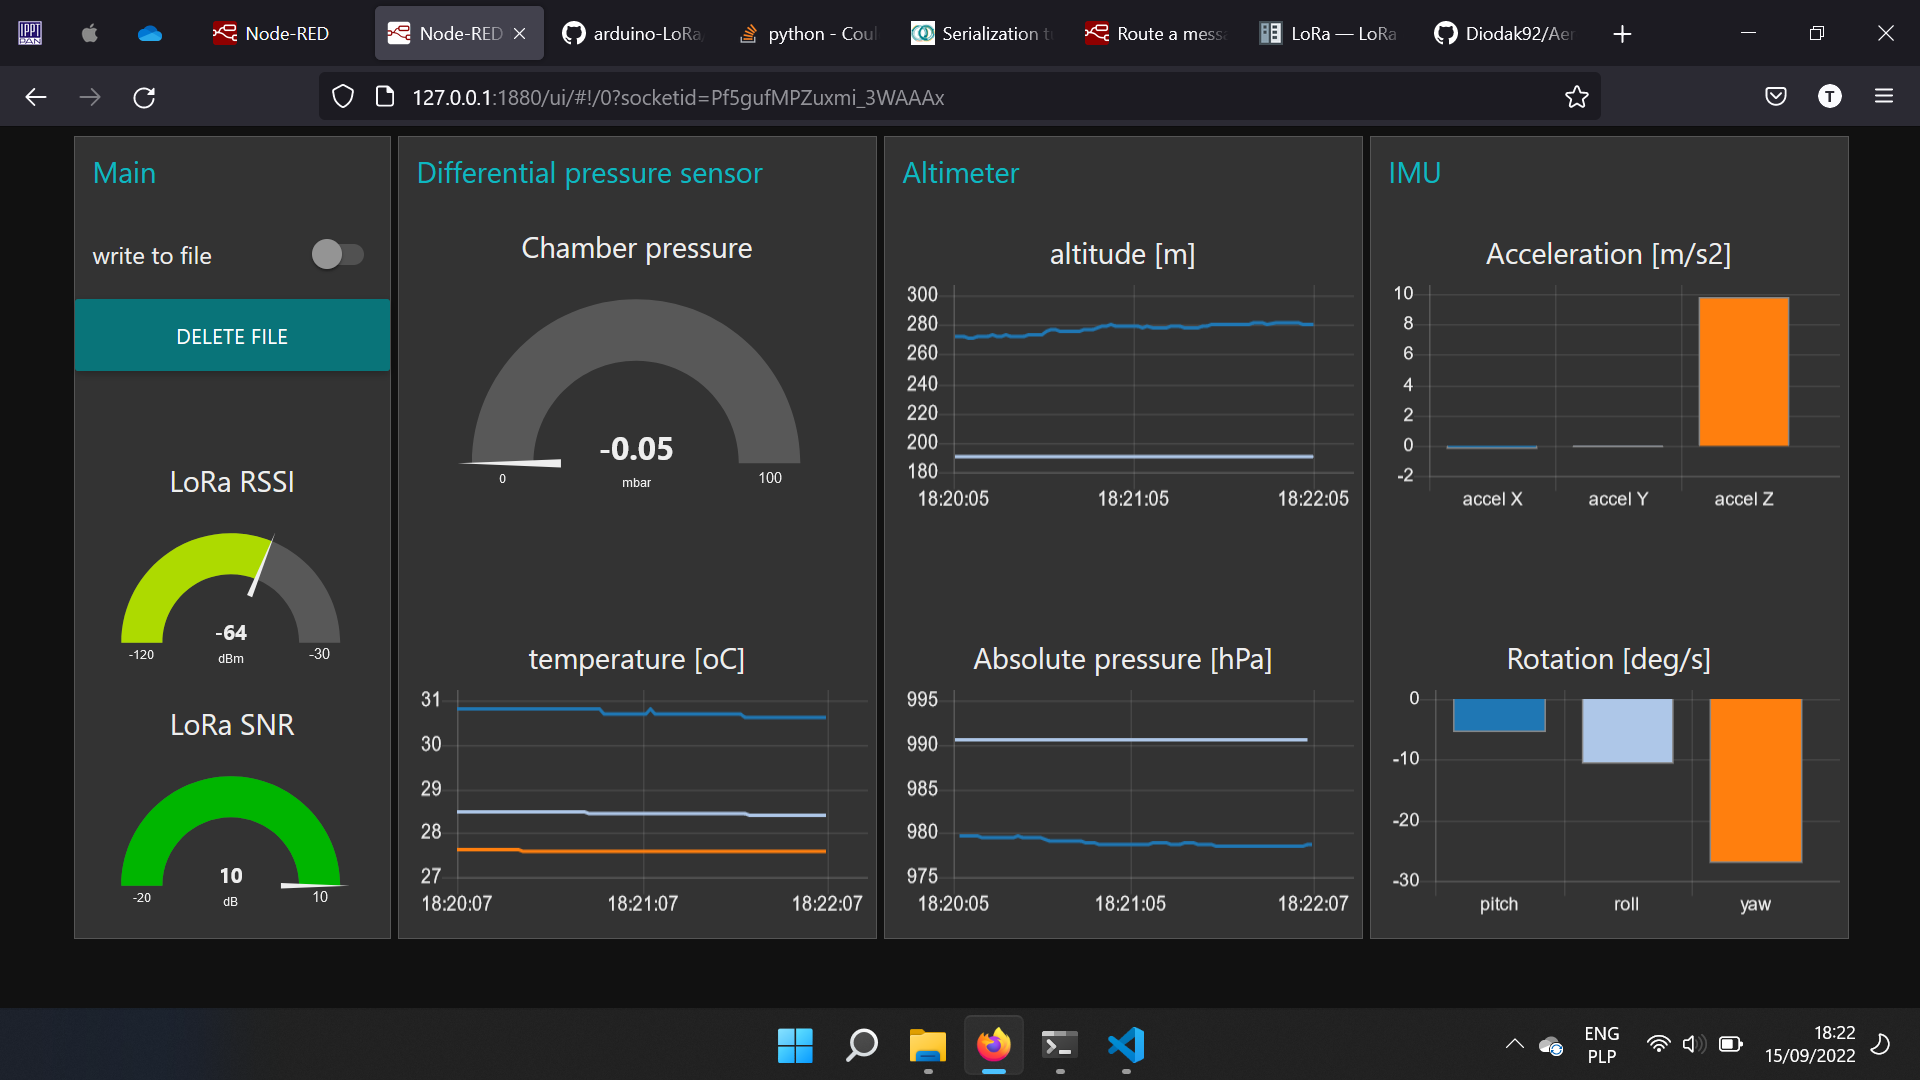 IPPT PAN
Node-RED
Node-RED
arduino-LoRa/
python - Coul
Serialization tu
Route a messa
LoRa — LoRa
Diodak92/Aer
127.0.0.1:1880/ui/#!/0?socketid=Pf5gufMPZuxmi_3WAAAx
T
Main
write to file
DELETE FILE
LoRa RSSI
-64
-120
dBm
-30
LoRa SNR
10
-20
dB
10
Differential pressure sensor
Chamber pressure
-0.05
0
mbar
100
temperature [oC]
31
30
29
28
27
18:20:07
18:21:07
18:22:07
Altimeter
altitude [m]
300
280
260
240
220
200
180
18:20:05
18:21:05
18:22:05
Absolute pressure [hPa]
995
990
985
980
975
18:20:05
18:21:05
18:22:07
IMU
Acceleration [m/s2]
10
8
6
4
2
0
-2
accel X
accel Y
accel Z
Rotation [deg/s]
0
-10
-20
-30
pitch
roll
yaw
ENG
PLP
18:22
15/09/2022